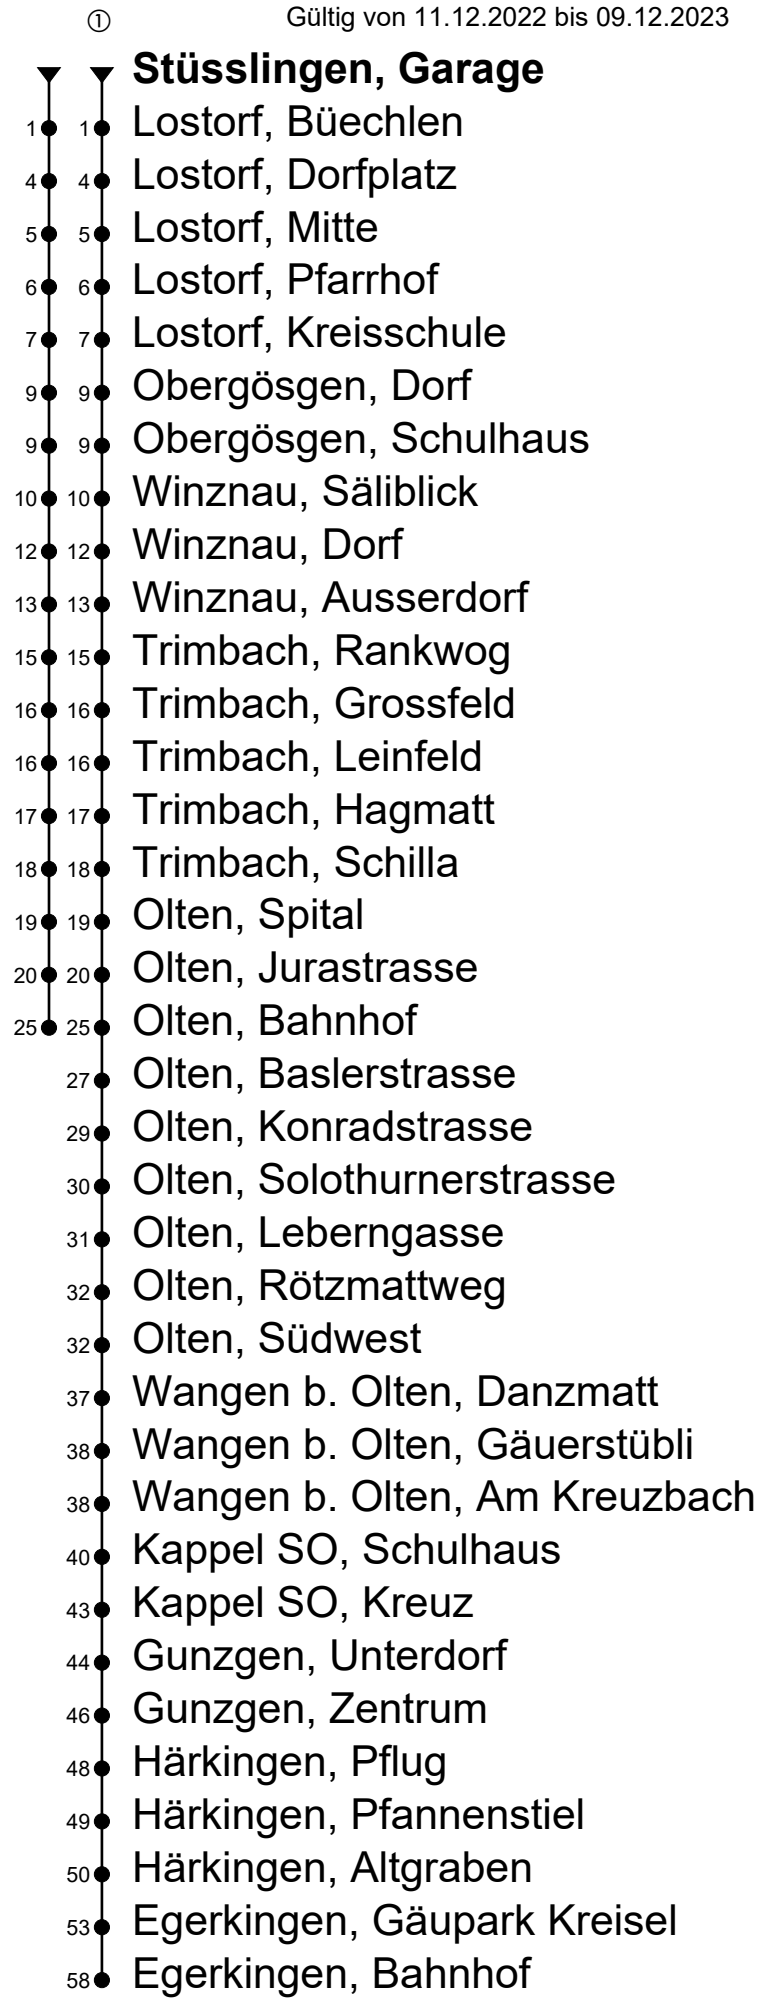 ① Gültig von 11.12.2022 bis 09.12.2023
Stüsslingen, Garage
1 1 Lostorf, Büechlen
4 4 Lostorf, Dorfplatz
5 5 Lostorf, Mitte
6 6 Lostorf, Pfarrhof
7 7 Lostorf, Kreisschule
9 9 Obergösgen, Dorf
9 9 Obergösgen, Schulhaus
10 10 Winznau, Säliblick
12 12 Winznau, Dorf
13 13 Winznau, Ausserdorf
15 15 Trimbach, Rankwog
16 16 Trimbach, Grossfeld
16 16 Trimbach, Leinfeld
17 17 Trimbach, Hagmatt
18 18 Trimbach, Schilla
19 19 Olten, Spital
20 20 Olten, Jurastrasse
25 25 Olten, Bahnhof
27 Olten, Baslerstrasse
29 Olten, Konradstrasse
30 Olten, Solothurnerstrasse
31 Olten, Leberngasse
32 Olten, Rötzmattweg
32 Olten, Südwest
37 Wangen b. Olten, Danzmatt
38 Wangen b. Olten, Gäuerstübli
38 Wangen b. Olten, Am Kreuzbach
40 Kappel SO, Schulhaus
43 Kappel SO, Kreuz
44 Gunzgen, Unterdorf
46 Gunzgen, Zentrum
48 Härkingen, Pflug
49 Härkingen, Pfannenstiel
50 Härkingen, Altgraben
53 Egerkingen, Gäupark Kreisel
58 Egerkingen, Bahnhof